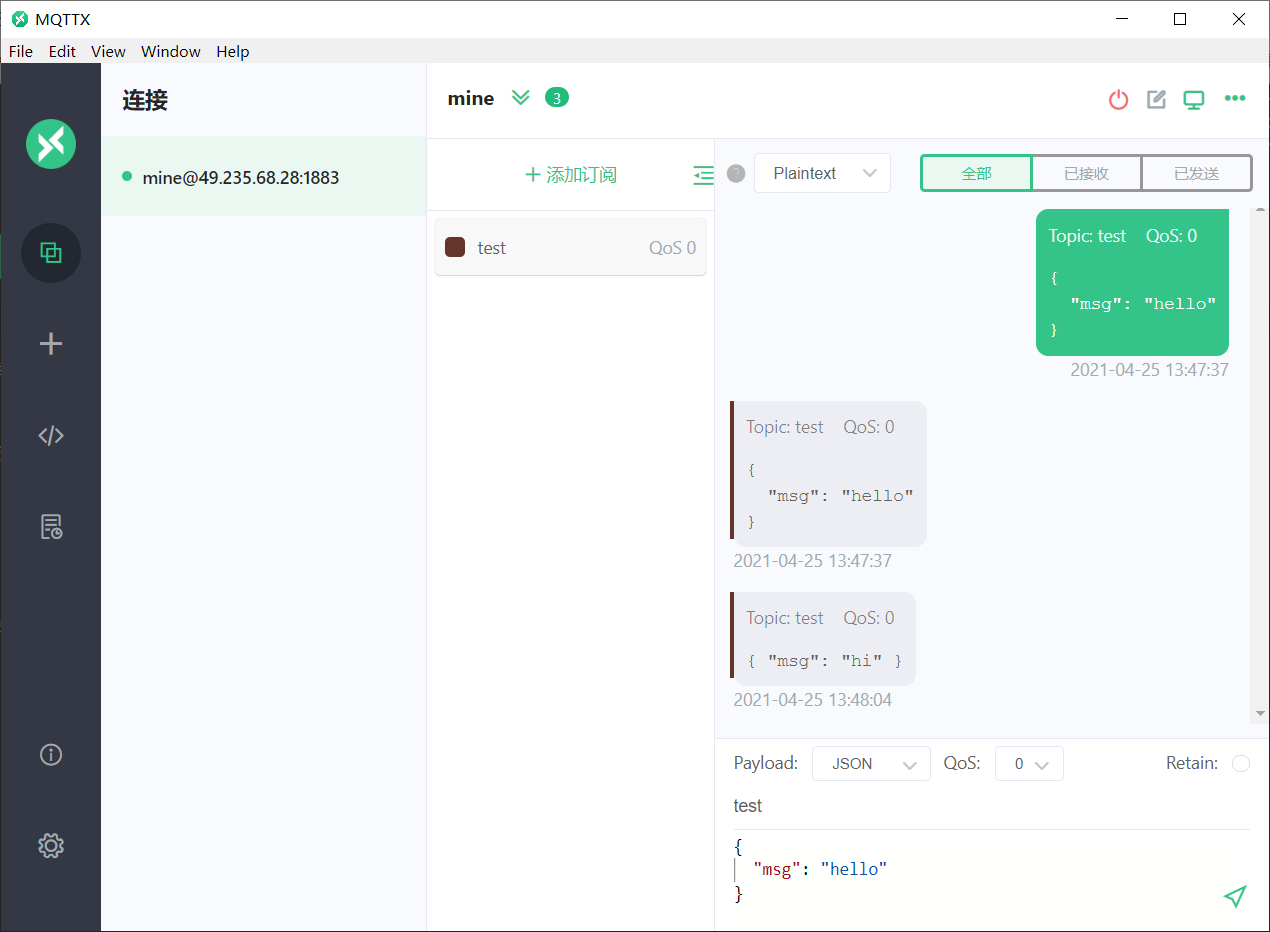 MQTTX
File Edit View Window Help
连接
mine@49.235.68.28:1883
mine 3
添加订阅
test QoS 0
? Plaintext 全部 已接收 已发送
Topic: test QoS: 0
{
"msg": "hello"
}
2021-04-25 13:47:37
Topic: test QoS: 0
{
"msg": "hello"
}
2021-04-25 13:47:37
Topic: test QoS: 0
{ "msg": "hi" }
2021-04-25 13:48:04
Payload: JSON QoS: 0 Retain:
test
{
"msg": "hello"
}